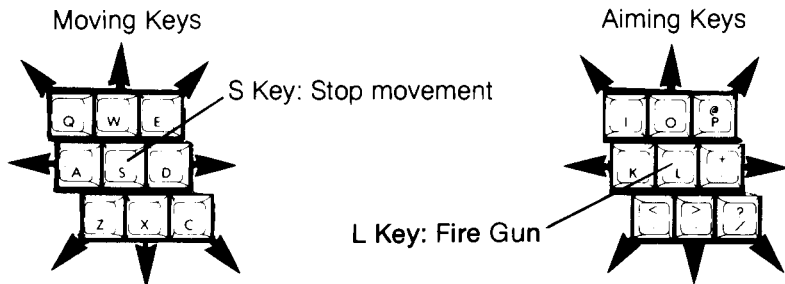 Moving Keys
Aiming Keys
S Key: Stop movement
Q W E
A S D
Z X C
L Key: Fire Gun
@
I O P
K L +
< > ?
/